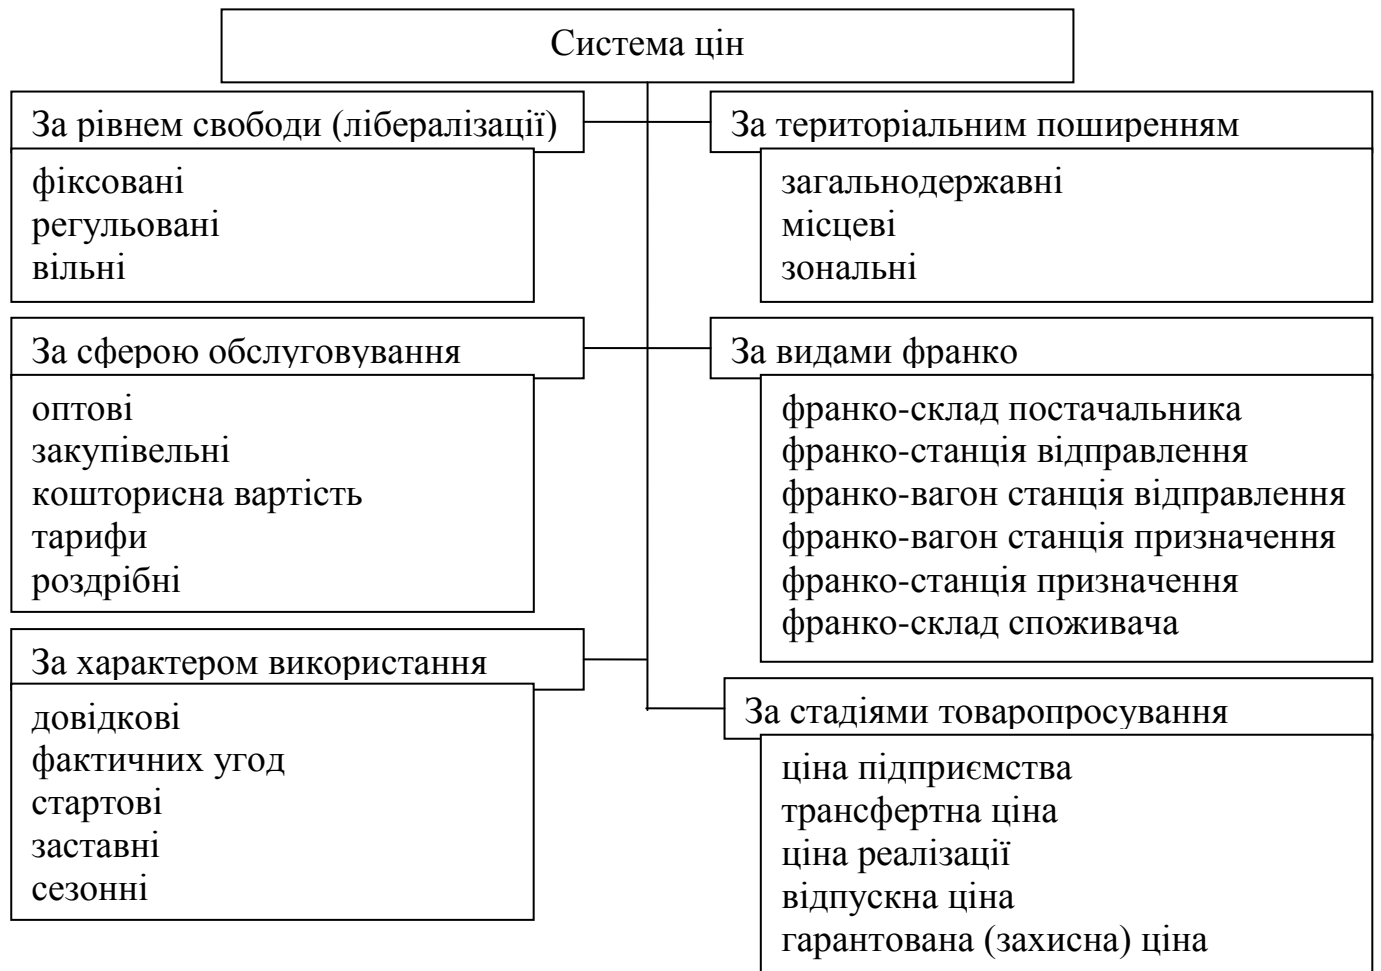 Система цін
За рівнем свободи (лібералізації)
фіксовані
регульовані
вільні
За територіальним поширенням
загальнодержавні
місцеві
зональні
За сферою обслуговування
оптові
закупівельні
кошторисна вартість
тарифи
роздрібні
За видами франко
франко-склад постачальника
франко-станція відправлення
франко-вагон станція відправлення
франко-вагон станція призначення
франко-станція призначення
франко-склад споживача
За характером використання
довідкові
фактичних угод
стартові
заставні
сезонні
За стадіями товаропросування
ціна підприємства
трансфертна ціна
ціна реалізації
відпускна ціна
гарантована (захисна) ціна